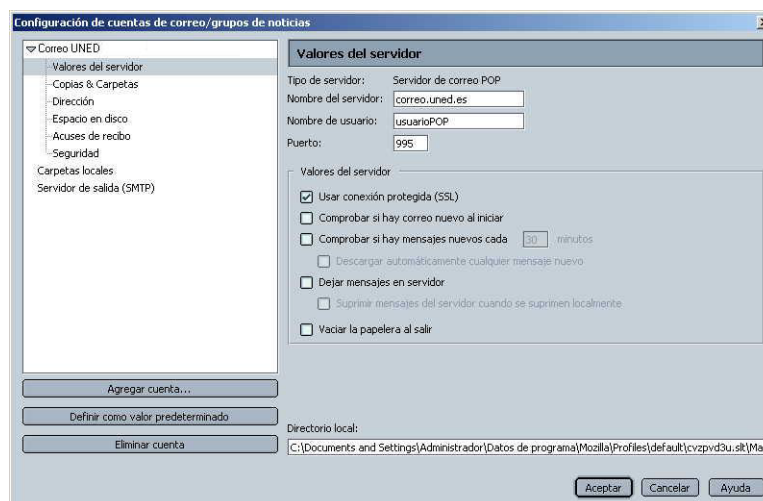 Configuración de cuentas de correo/grupos de noticias
Correo UNED
Valores del servidor
Copias & Carpetas
Dirección
Espacio en disco
Acuses de recibo
Seguridad
Carpetas locales
Servidor de salida (SMTP)
Agregar cuenta...
Definir como valor predeterminado
Eliminar cuenta
Valores del servidor
Tipo de servidor: Servidor de correo POP
Nombre del servidor: correo.uned.es
Nombre de usuario: usuarioPOP
Puerto: 995
Valores del servidor
Usar conexión protegida (SSL)
Comprobar si hay correo nuevo al iniciar
Comprobar si hay mensajes nuevos cada 30 minutos
Descargar automáticamente cualquier mensaje nuevo
Dejar mensajes en servidor
Suprimir mensajes del servidor cuando se suprimen localmente
Vaciar la papelera al salir
Directorio local:
C:\Documents and Settings\Administrador\Datos de programa\Mozilla\Profiles\default\cvzpvd3u.slt\Ma
Aceptar Cancelar Ayuda